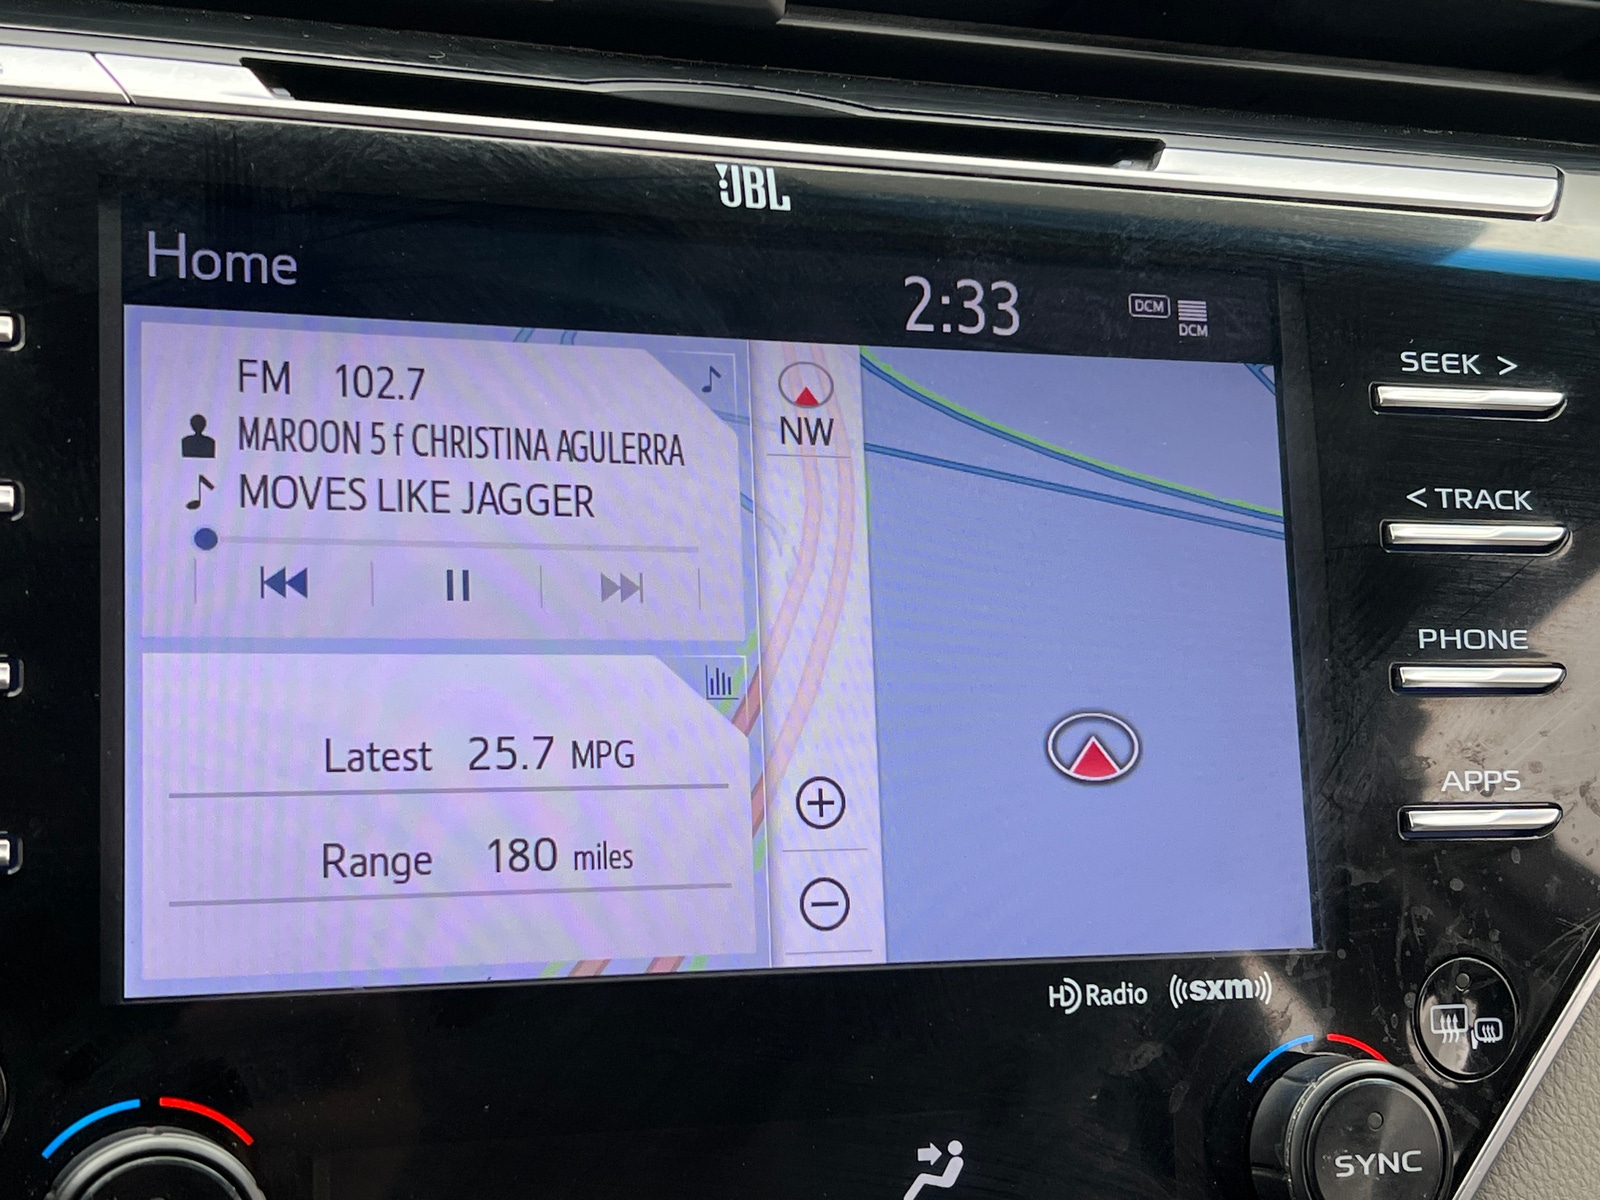 JBL
Home
2:33
DCM
DCM
FM 102.7
MAROON 5 f CHRISTINA AGULERRA
MOVES LIKE JAGGER
NW
Latest 25.7 MPG
Range 180 miles
SEEK >
< TRACK
PHONE
APPS
HD Radio
((sxm))
SYNC